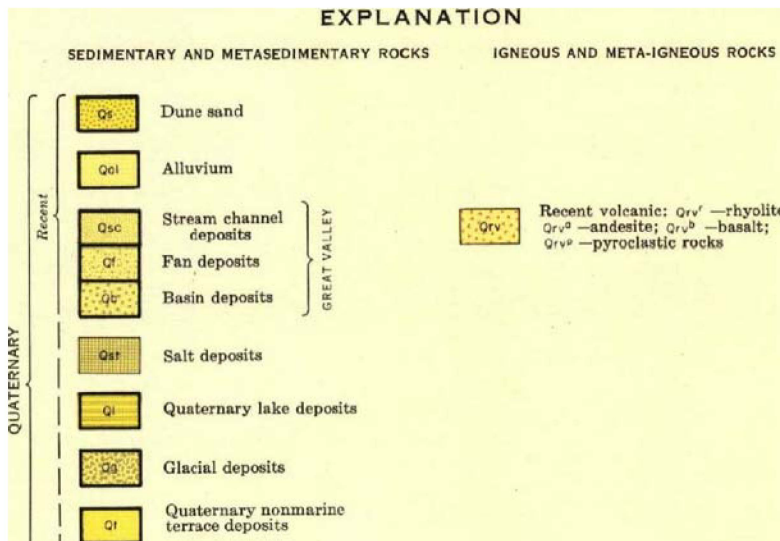 EXPLANATION
SEDIMENTARY AND METASEDIMENTARY ROCKS
IGNEOUS AND META-IGNEOUS ROCKS
QUATERNARY
Recent
Qs Dune sand
Qal Alluvium
Qsc Stream channel
deposits
Qf Fan deposits
Qb Basin deposits
GREAT VALLEY
Qst Salt deposits
Ql Quaternary lake deposits
Qg Glacial deposits
Qt Quaternary nonmarine
terrace deposits
Qrv Recent volcanic: Qrvʳ —rhyolite
Qrvᵃ —andesite; Qrvᵇ —basalt;
Qrvᵖ —pyroclastic rocks